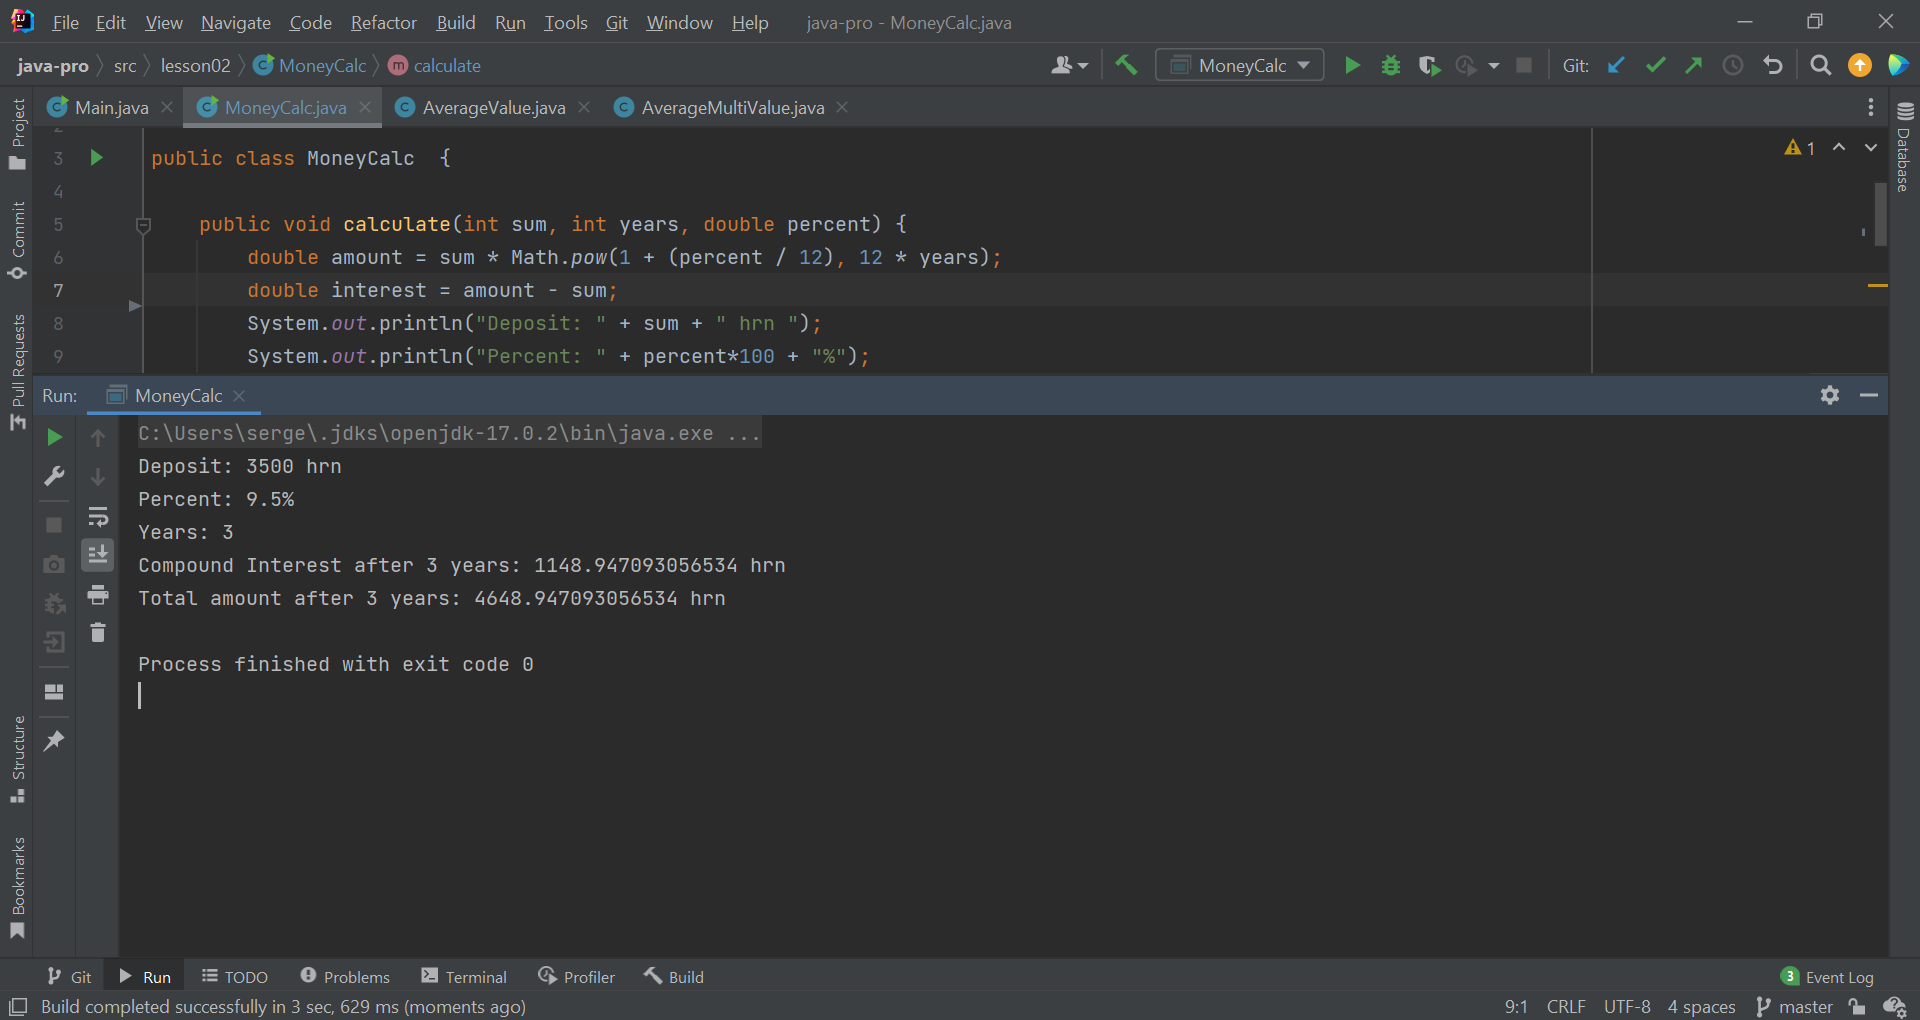 File Edit View Navigate Code Refactor Build Run Tools Git Window Help java-pro - MoneyCalc.java
java-pro src lesson02 MoneyCalc calculate MoneyCalc Git:
Main.java MoneyCalc.java AverageValue.java AverageMultiValue.java
2
3 public class MoneyCalc  {
1
4
5 public void calculate(int sum, int years, double percent) {
6 double amount = sum * Math.pow(1 + (percent / 12), 12 * years);
7 double interest = amount - sum;
8 System.out.println("Deposit: " + sum + " hrn ");
9 System.out.println("Percent: " + percent*100 + "%");
Run: MoneyCalc
C:\Users\serge\.jdks\openjdk-17.0.2\bin\java.exe ...
Deposit: 3500 hrn
Percent: 9.5%
Years: 3
Compound Interest after 3 years: 1148.947093056534 hrn
Total amount after 3 years: 4648.947093056534 hrn
Process finished with exit code 0
Project
Commit
Pull Requests
Structure
Bookmarks
Database
Git Run TODO Problems Terminal Profiler Build 3 Event Log
Build completed successfully in 3 sec, 629 ms (moments ago) 9:1 CRLF UTF-8 4 spaces master